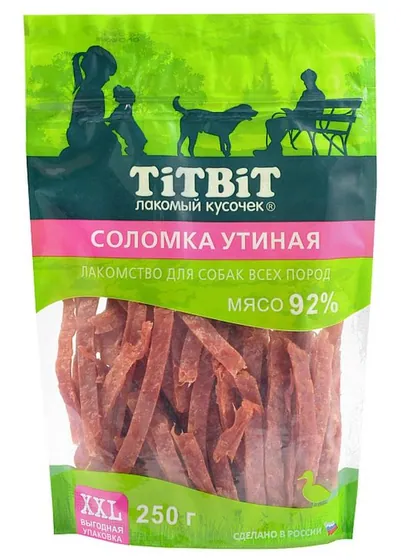 TiTBiT
лакомый кусочек®
СОЛОМКА УТИНАЯ
ЛАКОМСТВО ДЛЯ СОБАК ВСЕХ ПОРОД
МЯСО 92%
XXL
ВЫГОДНАЯ
УПАКОВКА
250 г
СДЕЛАНО В РОССИИ